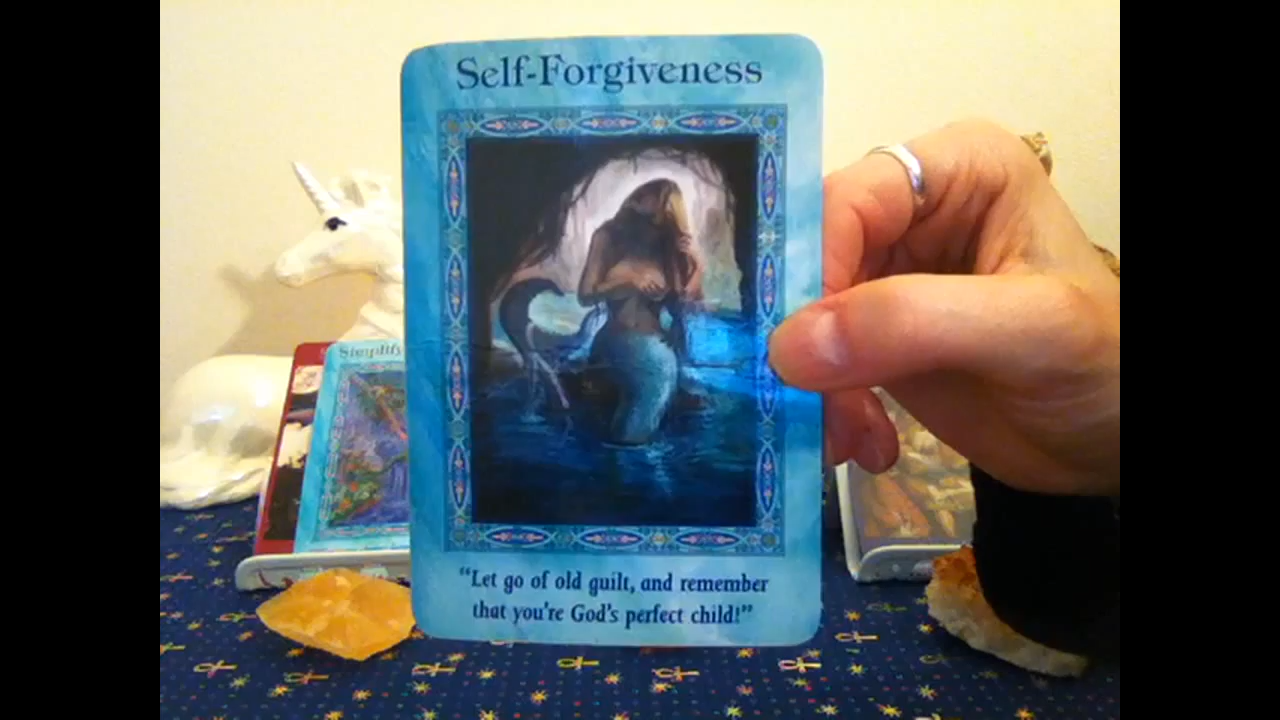 Self-Forgiveness
Simplify
“Let go of old guilt, and remember
that you're God's perfect child!”